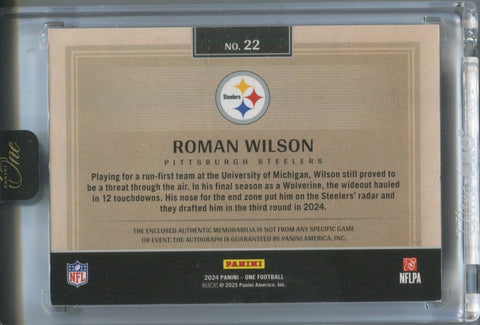 NO. 22
Steelers
ROMAN WILSON
PITTSBURGH STEELERS
Playing for a run-first team at the University of Michigan, Wilson still proved to
be a threat through the air. In his final season as a Wolverine, the wideout hauled
in 12 touchdowns. His nose for the end zone put him on the Steelers' radar and
they drafted him in the third round in 2024.
THE ENCLOSED AUTHENTIC MEMORABILIA IS NOT FROM ANY SPECIFIC GAME
OR EVENT. THE AUTOGRAPH IS GUARANTEED BY PANINI AMERICA, INC.
PANINI
NFL
2024 PANINI - ONE FOOTBALL
© 2025 Panini America, Inc.
NFLPA
PANINI
One